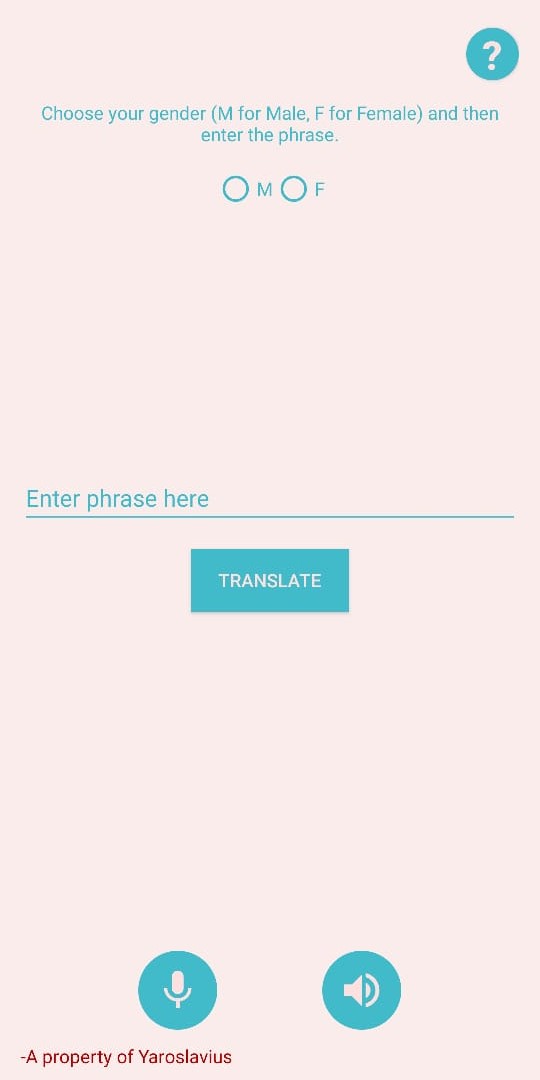 ?
Choose your gender (M for Male, F for Female) and then
enter the phrase.
M F
Enter phrase here
TRANSLATE
-A property of Yaroslavius